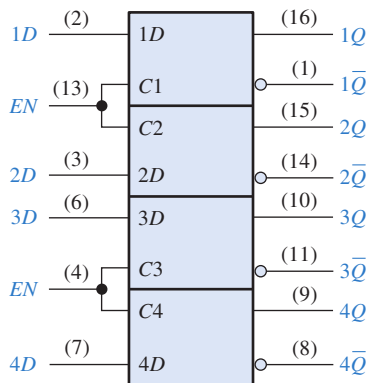 1D (2) 1D (16) 1Q
EN (13) C1 (1) 1Q̅
C2 (15) 2Q
2D (3) 2D (14) 2Q̅
3D (6) 3D (10) 3Q
EN (4) C3 (11) 3Q̅
C4 (9) 4Q
4D (7) 4D (8) 4Q̅